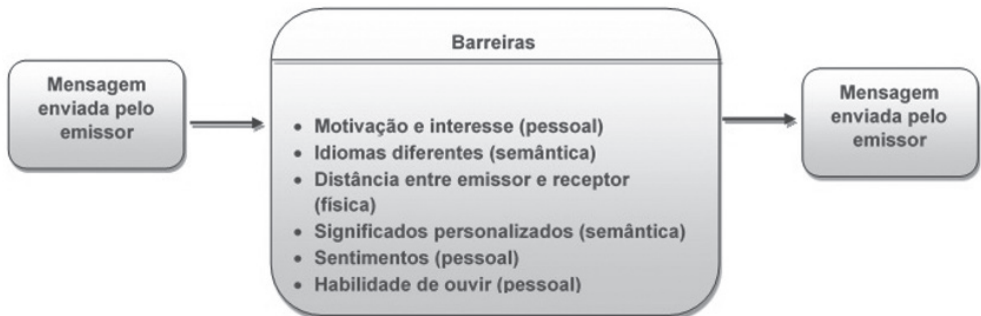 Mensagem
enviada pelo
emissor
Barreiras
• Motivação e interesse (pessoal)
• Idiomas diferentes (semântica)
• Distância entre emissor e receptor
(física)
• Significados personalizados (semântica)
• Sentimentos (pessoal)
• Habilidade de ouvir (pessoal)
Mensagem
enviada pelo
emissor